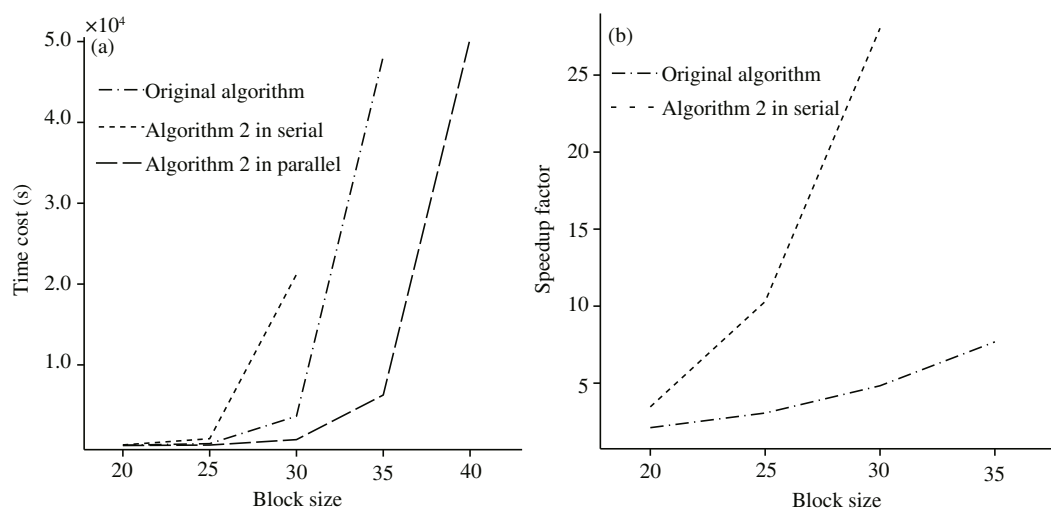 ×10⁴
(a)
5.0
4.0
3.0
2.0
1.0
Time cost (s)
Original algorithm
Algorithm 2 in serial
Algorithm 2 in parallel
20 25 30 35 40
Block size
(b)
25
20
15
10
5
Speedup factor
Original algorithm
Algorithm 2 in serial
20 25 30 35
Block size